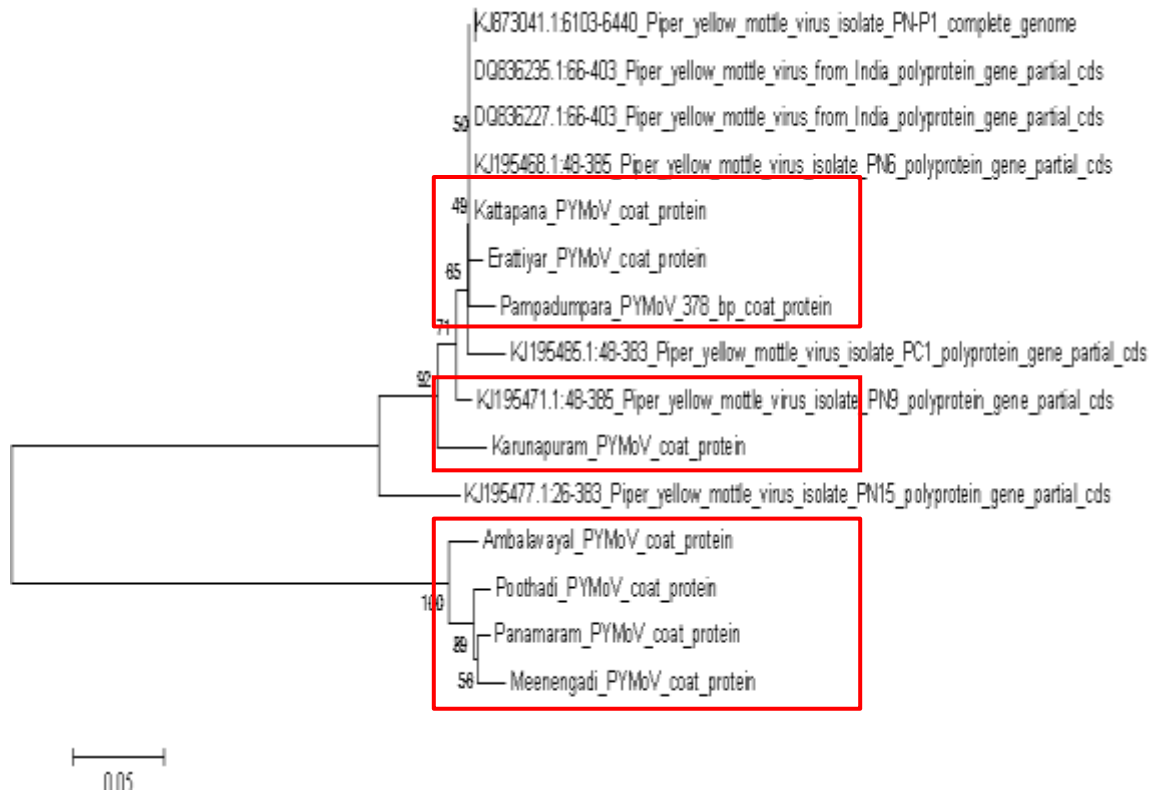 KJ873041.1:6103-6440_Piper_yellow_mottle_virus_isolate_PN-P1_complete_genome
DQ836235.1:66-403_Piper_yellow_mottle_virus_from_India_polyprotein_gene_partial_cds
50
DQ836227.1:66-403_Piper_yellow_mottle_virus_from_India_polyprotein_gene_partial_cds
KJ195468.1:48-385_Piper_yellow_mottle_virus_isolate_PN6_polyprotein_gene_partial_cds
49
Kattapana_PYMoV_coat_protein
Erattiyar_PYMoV_coat_protein
65
Pampadumpara_PYMoV_378_bp_coat_protein
71
KJ195485.1:48-383_Piper_yellow_mottle_virus_isolate_PC1_polyprotein_gene_partial_cds
92
KJ195471.1:48-385_Piper_yellow_mottle_virus_isolate_PN9_polyprotein_gene_partial_cds
Karunapuram_PYMoV_coat_protein
KJ195477.1:26-383_Piper_yellow_mottle_virus_isolate_PN15_polyprotein_gene_partial_cds
Ambalavayal_PYMoV_coat_protein
Poothadi_PYMoV_coat_protein
100
Panamaram_PYMoV_coat_protein
89
56
Meenengadi_PYMoV_coat_protein
0.05